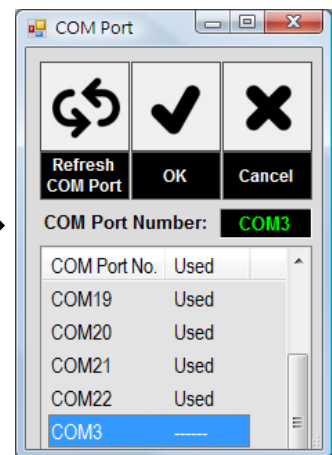 COM Port
Refresh
COM Port
OK
Cancel
COM Port Number: COM3
COM Port No. Used
COM19 Used
COM20 Used
COM21 Used
COM22 Used
COM3 ------